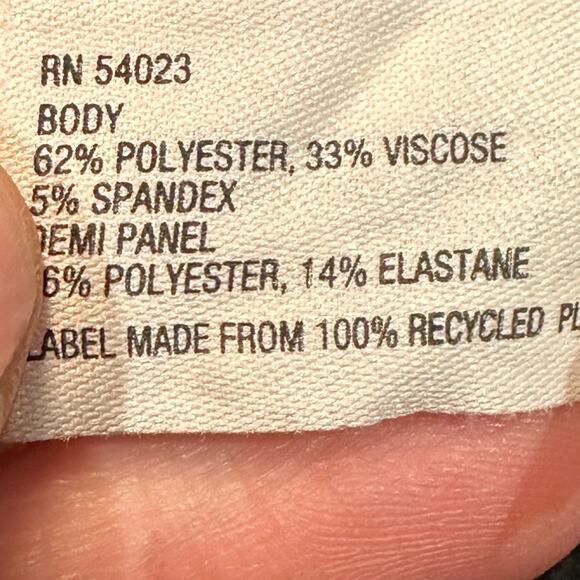 RN 54023
BODY
62% POLYESTER, 33% VISCOSE
5% SPANDEX
DEMI PANEL
6% POLYESTER, 14% ELASTANE
LABEL MADE FROM 100% RECYCLED